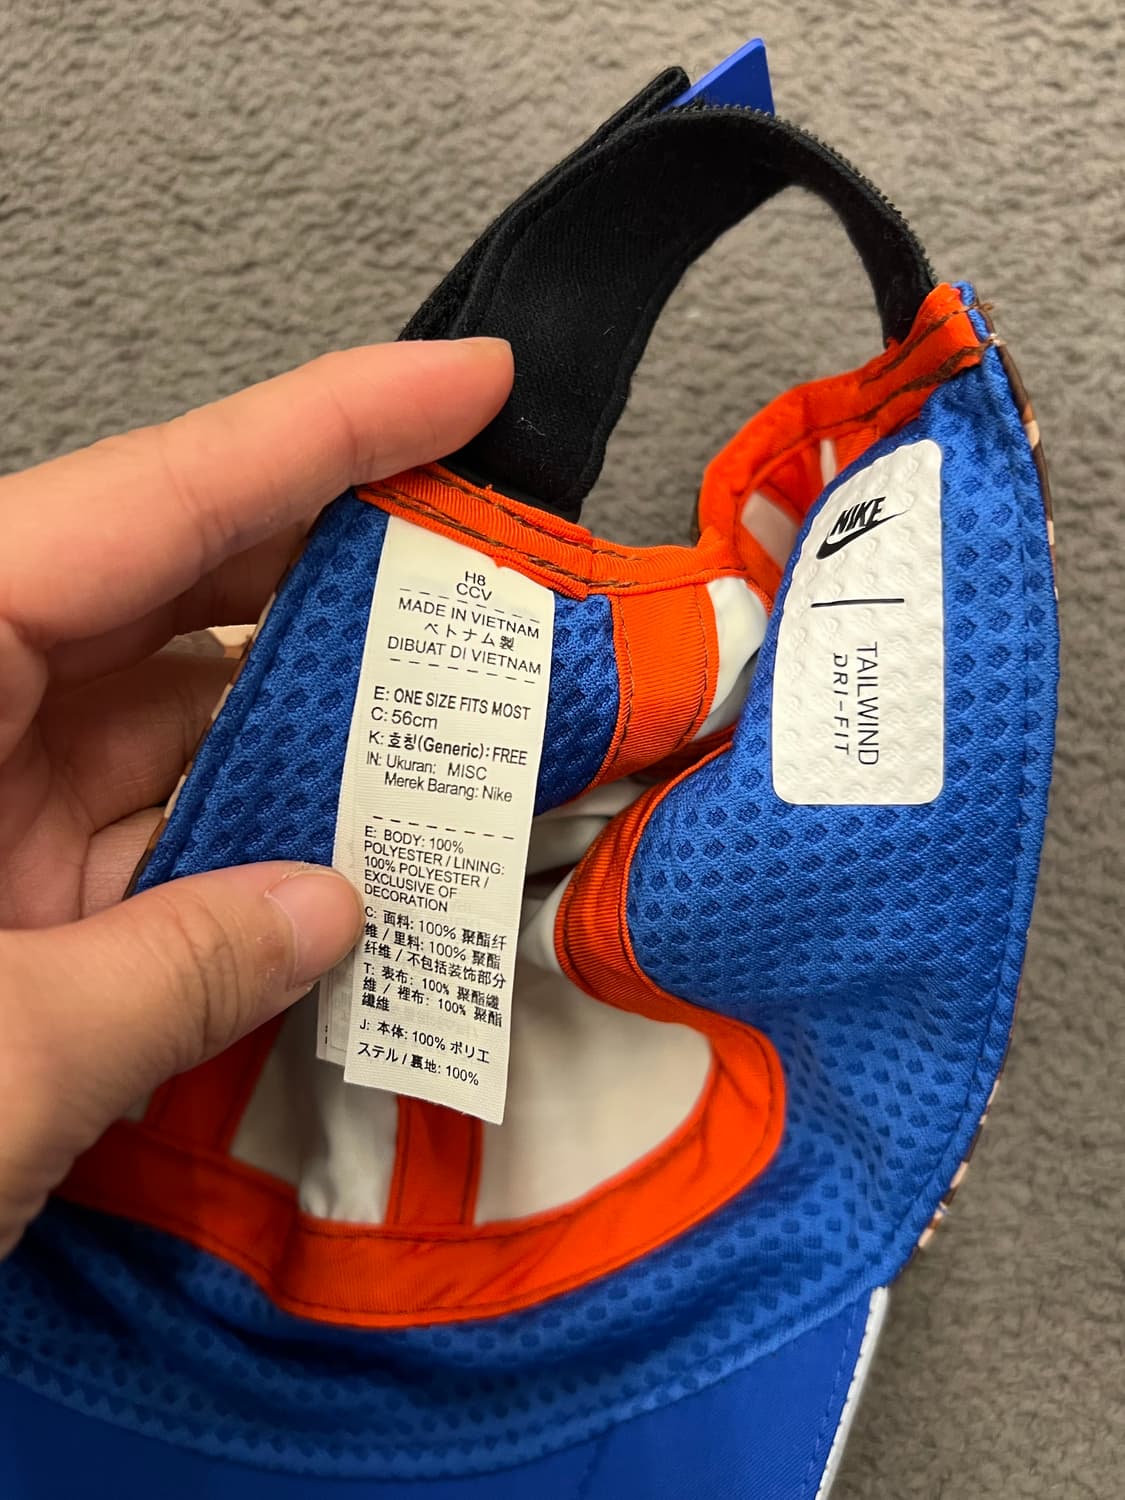 H8
CCV
MADE IN VIETNAM
ベトナム製
DIBUAT DI VIETNAM
E: ONE SIZE FITS MOST
C: 56cm
K: 호칭(Generic): FREE
IN: Ukuran: MISC
Merek Barang: Nike
E: BODY: 100%
POLYESTER / LINING:
100% POLYESTER /
EXCLUSIVE OF
DECORATION
C: 面料: 100% 聚酯纤
维 / 里料: 100% 聚酯
纤维 / 不包括装饰部分
T: 表布: 100% 聚酯纖
維 / 裡布: 100% 聚酯
纖維
J: 本体: 100% ポリエ
ステル / 裏地: 100%
NIKE
TAILWIND
DRI-FIT